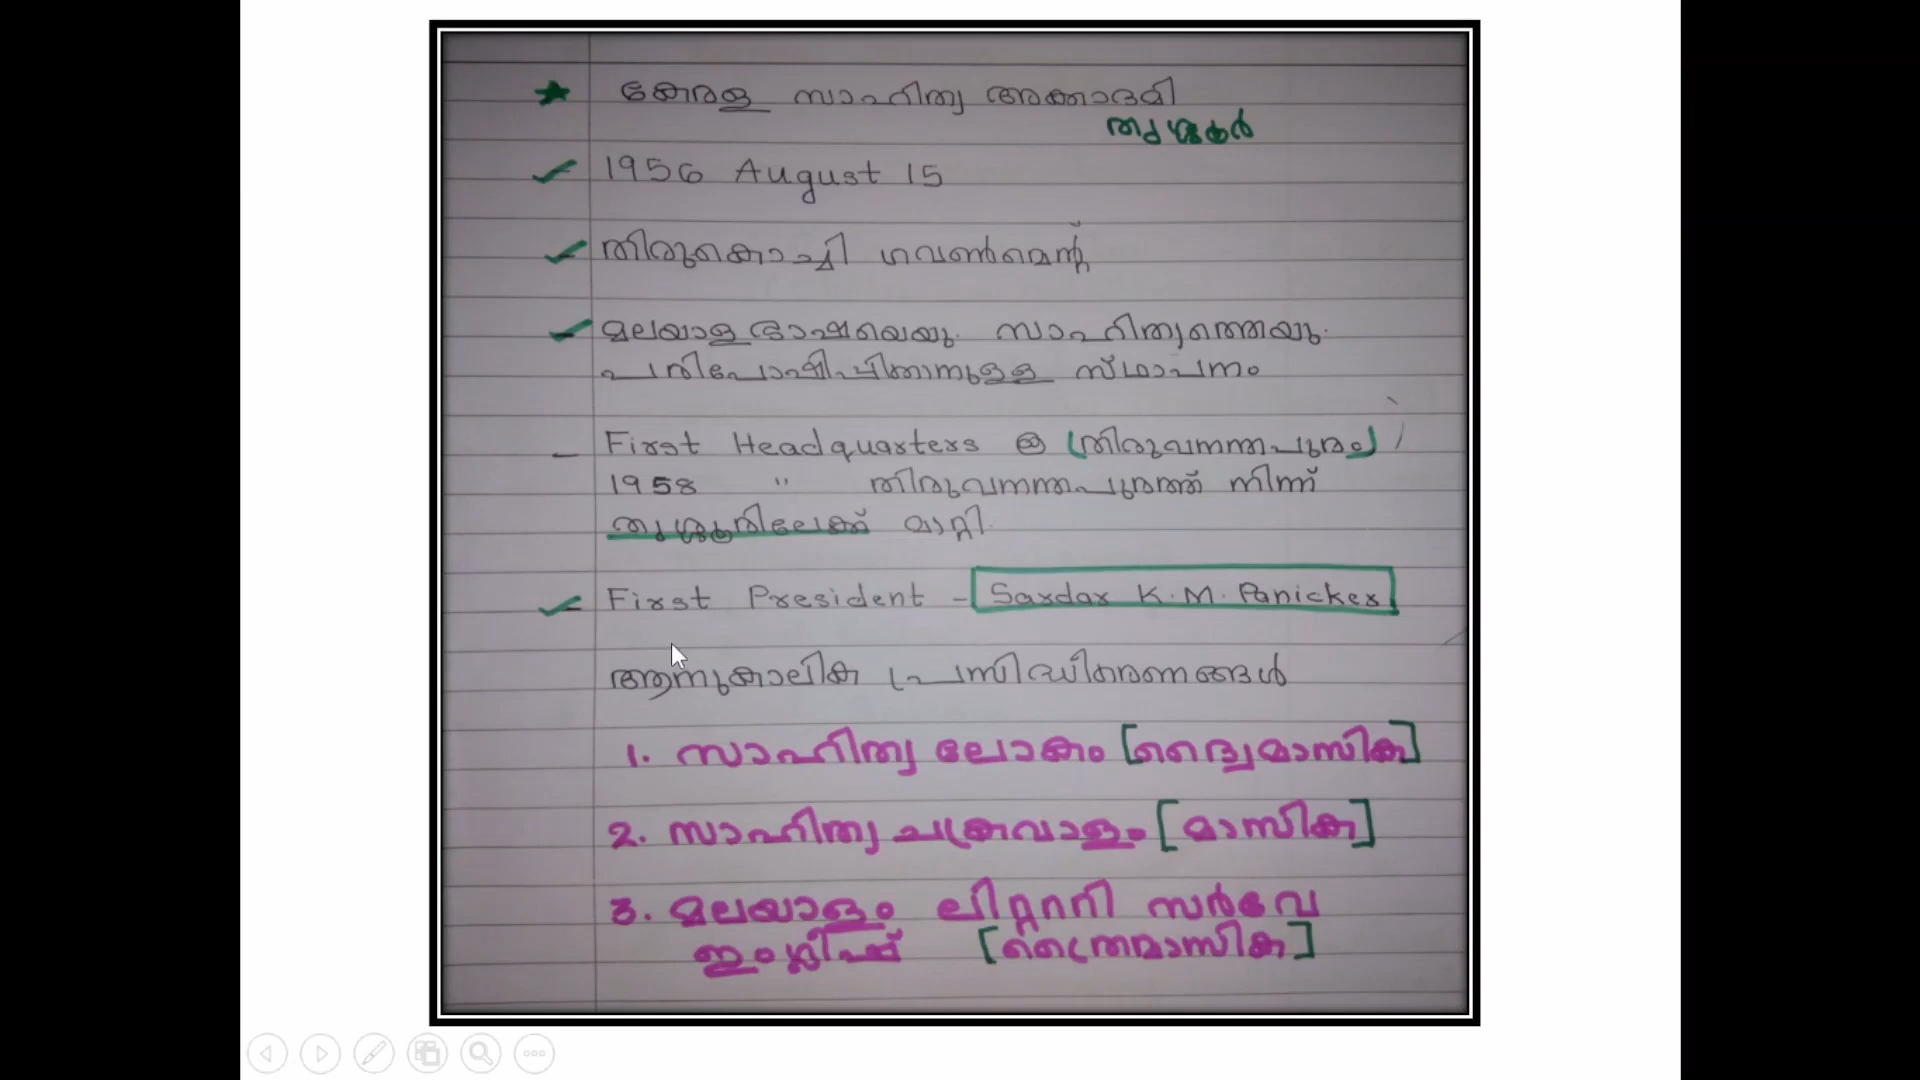 കേരള സാഹിത്യ അക്കാദമി
തൃശ്ശൂർ
1956 August 15
തിരുകൊച്ചി ഗവൺമെന്റ്
മലയാള ഭാഷയെയും സാഹിത്യത്തെയും
പരിപോഷിപ്പിക്കാനുള്ള സ്ഥാപനം
First Headquarters @ (തിരുവനന്തപുരം)
1958 " തിരുവനന്തപുരത്ത് നിന്ന്
തൃശ്ശൂരിലേക്ക് മാറ്റി.
First President - Sardar K.M. Panicker
ആനുകാലിക പ്രസിദ്ധീകരണങ്ങൾ
1. സാഹിത്യ ലോകം [ദ്വൈമാസിക]
2. സാഹിത്യ ചക്രവാളം [മാസിക]
3. മലയാളം ലിറ്റററി സർവേ
ഇംഗ്ലീഷ് [ത്രൈമാസിക]